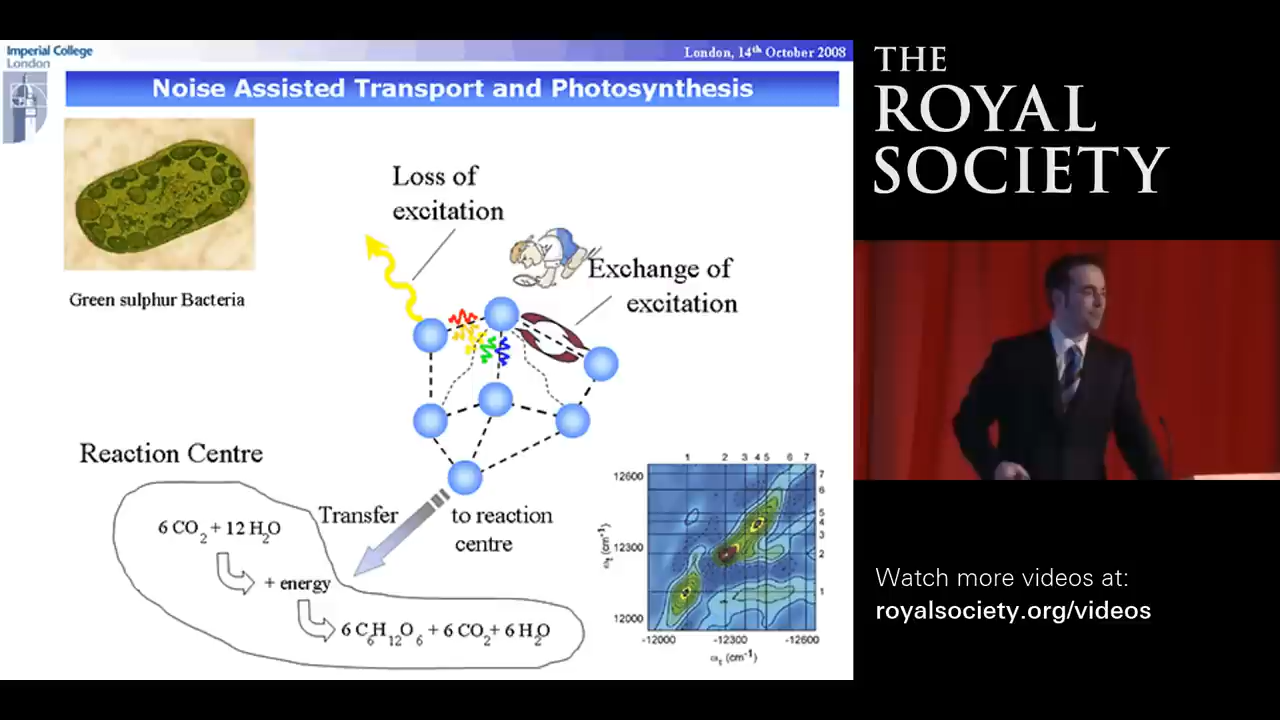 Imperial College
London
London, 14th October 2008
Noise Assisted Transport and Photosynthesis
Green sulphur Bacteria
Loss of
excitation
Exchange of
excitation
Reaction Centre
6 CO2 + 12 H2O
+ energy
6 C6H12O6 + 6 CO2 + 6 H2O
Transfer to reaction
centre
1 2 3 4 5 6 7
12600
12300
12000
7
6
5
4
3
2
1
ωτ (cm-1)
-12000 -12300 -12600
ωt (cm-1)
THE
ROYAL
SOCIETY
Watch more videos at:
royalsociety.org/videos